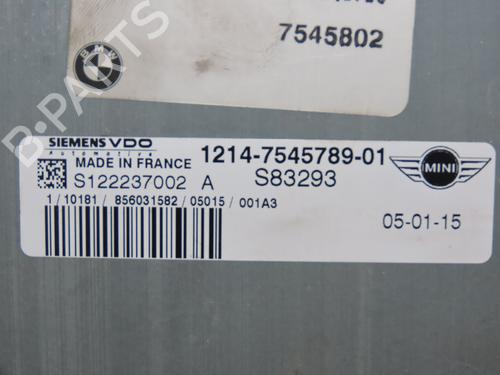 7545802
BMW
B-PARTS
SIEMENS VDO
Automotive
MADE IN FRANCE
1214-7545789-01
S122237002 A
S83293
MINI
1/10181/856031582/05015/001A3
05-01-15